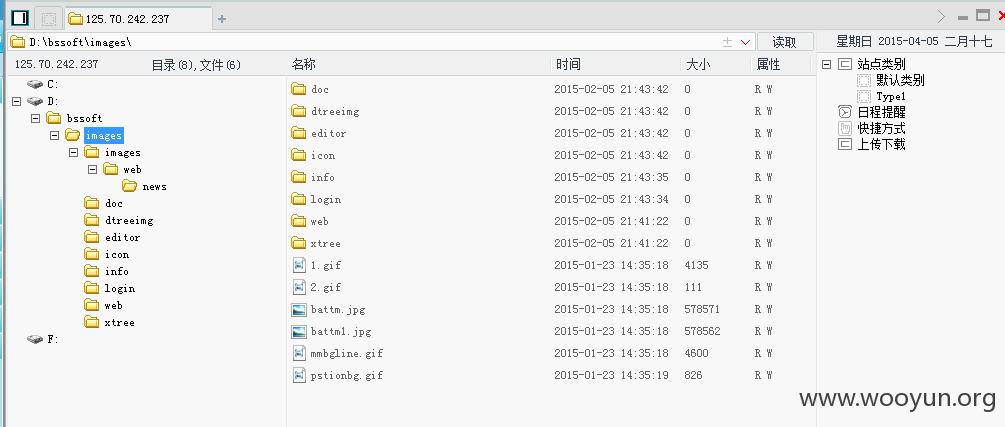 125.70.242.237
D:\bssoft\images\ 读取 星期日 2015-04-05 二月十七
125.70.242.237 目录(8),文件(6) 名称 时间 大小 属性
C:
D:
bssoft
images
images
web
news
doc
dtreeimg
editor
icon
info
login
web
xtree
F:
doc 2015-02-05 21:43:42 0 R W
dtreeimg 2015-02-05 21:43:42 0 R W
editor 2015-02-05 21:43:42 0 R W
icon 2015-02-05 21:43:42 0 R W
info 2015-02-05 21:43:35 0 R W
login 2015-02-05 21:43:34 0 R W
web 2015-02-05 21:41:22 0 R W
xtree 2015-02-05 21:41:22 0 R W
1.gif 2015-01-23 14:35:18 4135 R W
2.gif 2015-01-23 14:35:18 111 R W
battm.jpg 2015-01-23 14:35:18 578571 R W
battm1.jpg 2015-01-23 14:35:18 578562 R W
mmbgline.gif 2015-01-23 14:35:18 4600 R W
pstionbg.gif 2015-01-23 14:35:19 826 R W
站点类别
默认类别
Type1
日程提醒
快捷方式
上传下载
www.wooyun.org